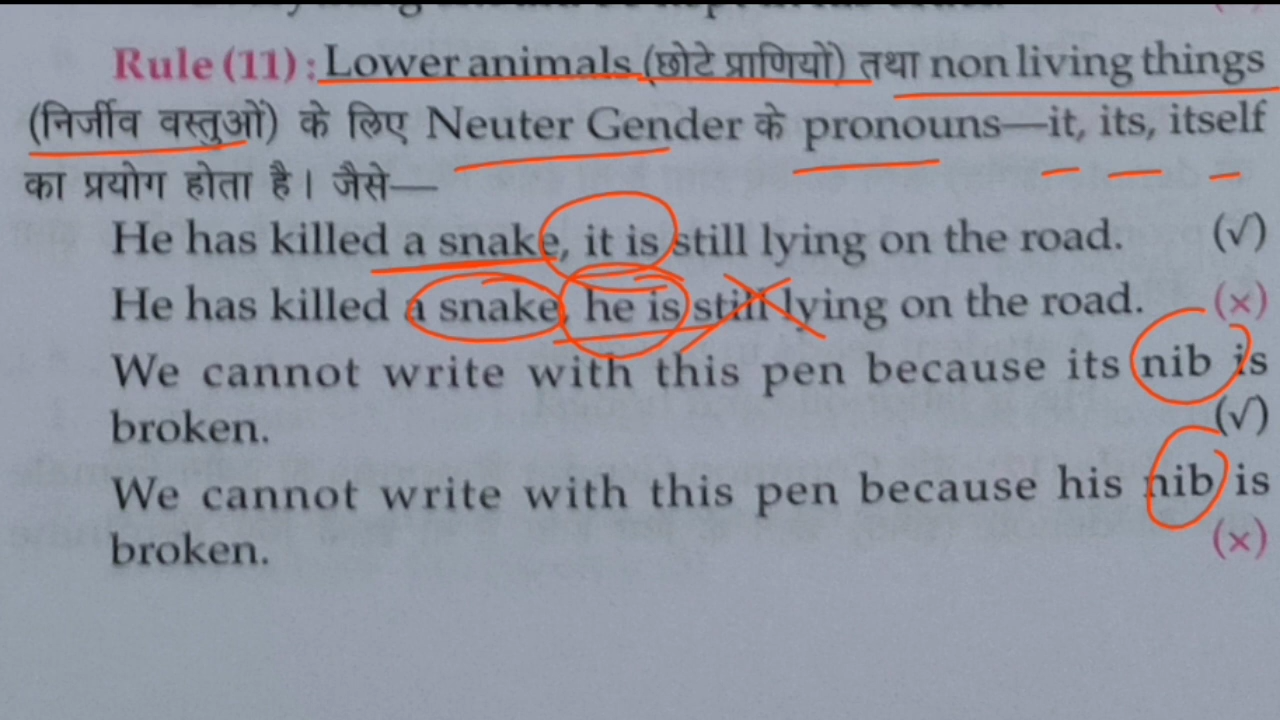 Rule (11) : Lower animals (छोटे प्राणियों) तथा non living things
(निर्जीव वस्तुओं) के लिए Neuter Gender के pronouns—it, its, itself
का प्रयोग होता है। जैसे—
He has killed a snake, it is still lying on the road. (√)
He has killed a snake, he is still lying on the road. (×)
We cannot write with this pen because its nib is
broken. (√)
We cannot write with this pen because his nib is
broken. (×)